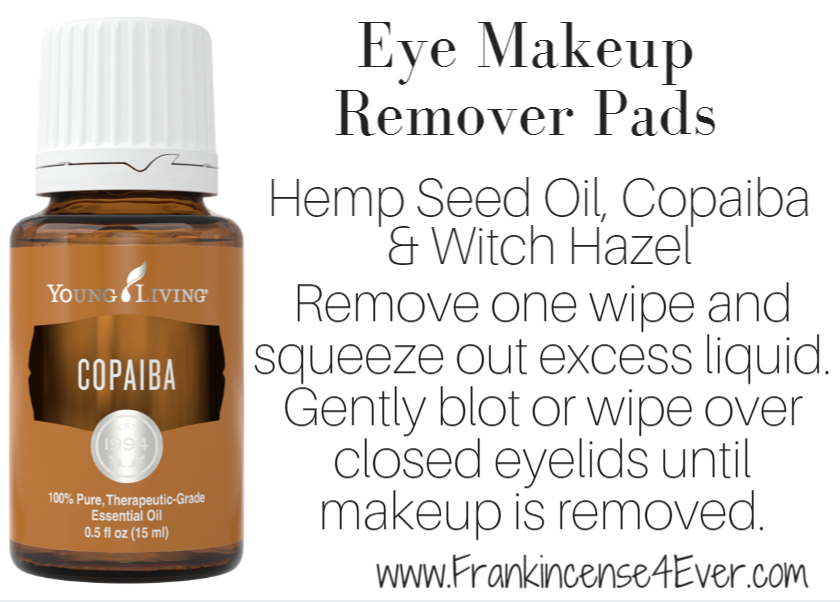 Eye Makeup
Remover Pads
Hemp Seed Oil, Copaiba
& Witch Hazel
Remove one wipe and
squeeze out excess liquid.
Gently blot or wipe over
closed eyelids until
makeup is removed.
www.Frankincense4Ever.com
YOUNG LIVING®
COPAIBA
EST.
1994
100% Pure, Therapeutic-Grade
Essential Oil
0.5 fl oz (15 ml)